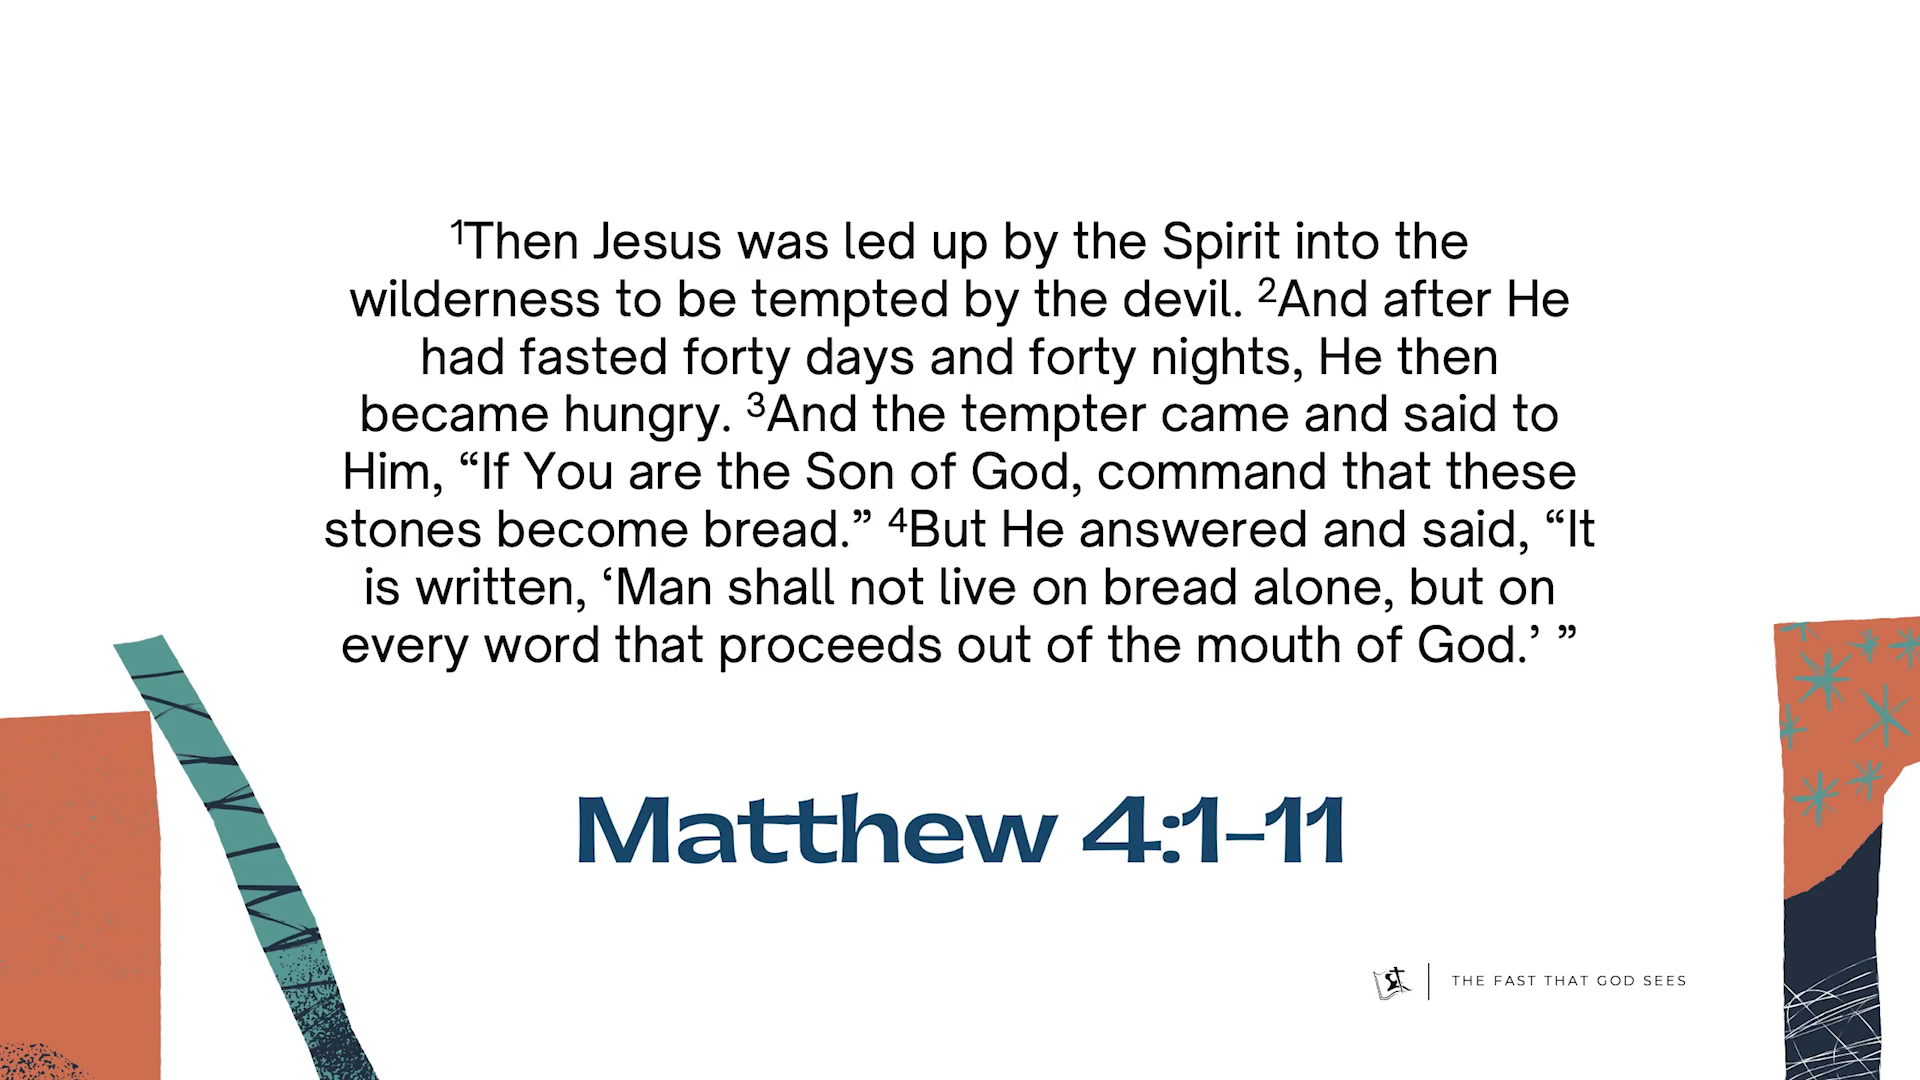 ¹Then Jesus was led up by the Spirit into the
wilderness to be tempted by the devil. ²And after He
had fasted forty days and forty nights, He then
became hungry. ³And the tempter came and said to
Him, “If You are the Son of God, command that these
stones become bread.” ⁴But He answered and said, “It
is written, ‘Man shall not live on bread alone, but on
every word that proceeds out of the mouth of God.’ ”
Matthew 4:1-11
THE FAST THAT GOD SEES